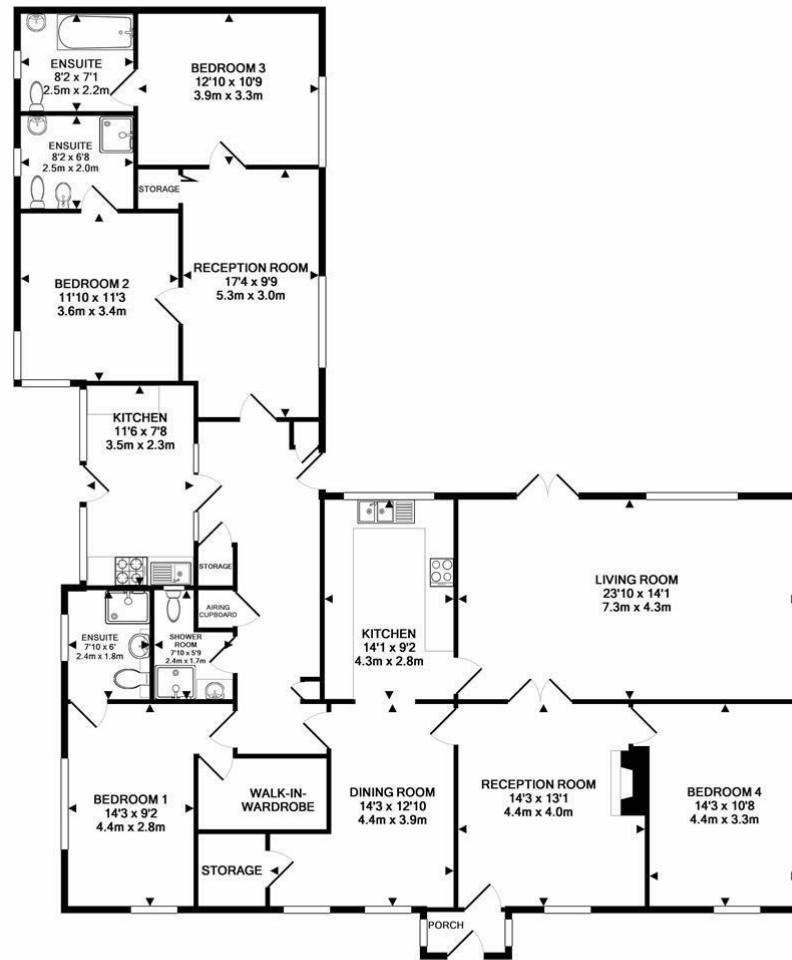 ENSUITE
8'2 x 7'1
2.5m x 2.2m
BEDROOM 3
12'10 x 10'9
3.9m x 3.3m
ENSUITE
8'2 x 6'8
2.5m x 2.0m
STORAGE
BEDROOM 2
11'10 x 11'3
3.6m x 3.4m
RECEPTION ROOM
17'4 x 9'9
5.3m x 3.0m
KITCHEN
11'6 x 7'8
3.5m x 2.3m
STORAGE
AIRING
CUPBOARD
ENSUITE
7'10 x 6'
2.4m x 1.8m
SHOWER
ROOM
7'10 x 5'9
2.4m x 1.7m
KITCHEN
14'1 x 9'2
4.3m x 2.8m
LIVING ROOM
23'10 x 14'1
7.3m x 4.3m
BEDROOM 1
14'3 x 9'2
4.4m x 2.8m
WALK-IN-
WARDROBE
STORAGE
DINING ROOM
14'3 x 12'10
4.4m x 3.9m
RECEPTION ROOM
14'3 x 13'1
4.4m x 4.0m
BEDROOM 4
14'3 x 10'8
4.4m x 3.3m
PORCH